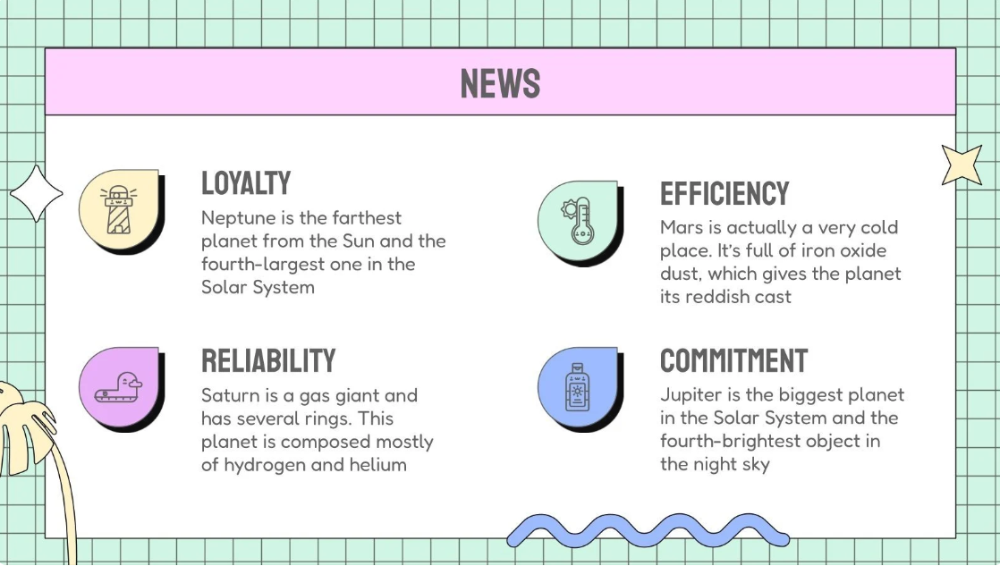 NEWS
LOYALTY
Neptune is the farthest
planet from the Sun and the
fourth-largest one in the
Solar System
EFFICIENCY
Mars is actually a very cold
place. It’s full of iron oxide
dust, which gives the planet
its reddish cast
RELIABILITY
Saturn is a gas giant and
has several rings. This
planet is composed mostly
of hydrogen and helium
COMMITMENT
Jupiter is the biggest planet
in the Solar System and the
fourth-brightest object in
the night sky